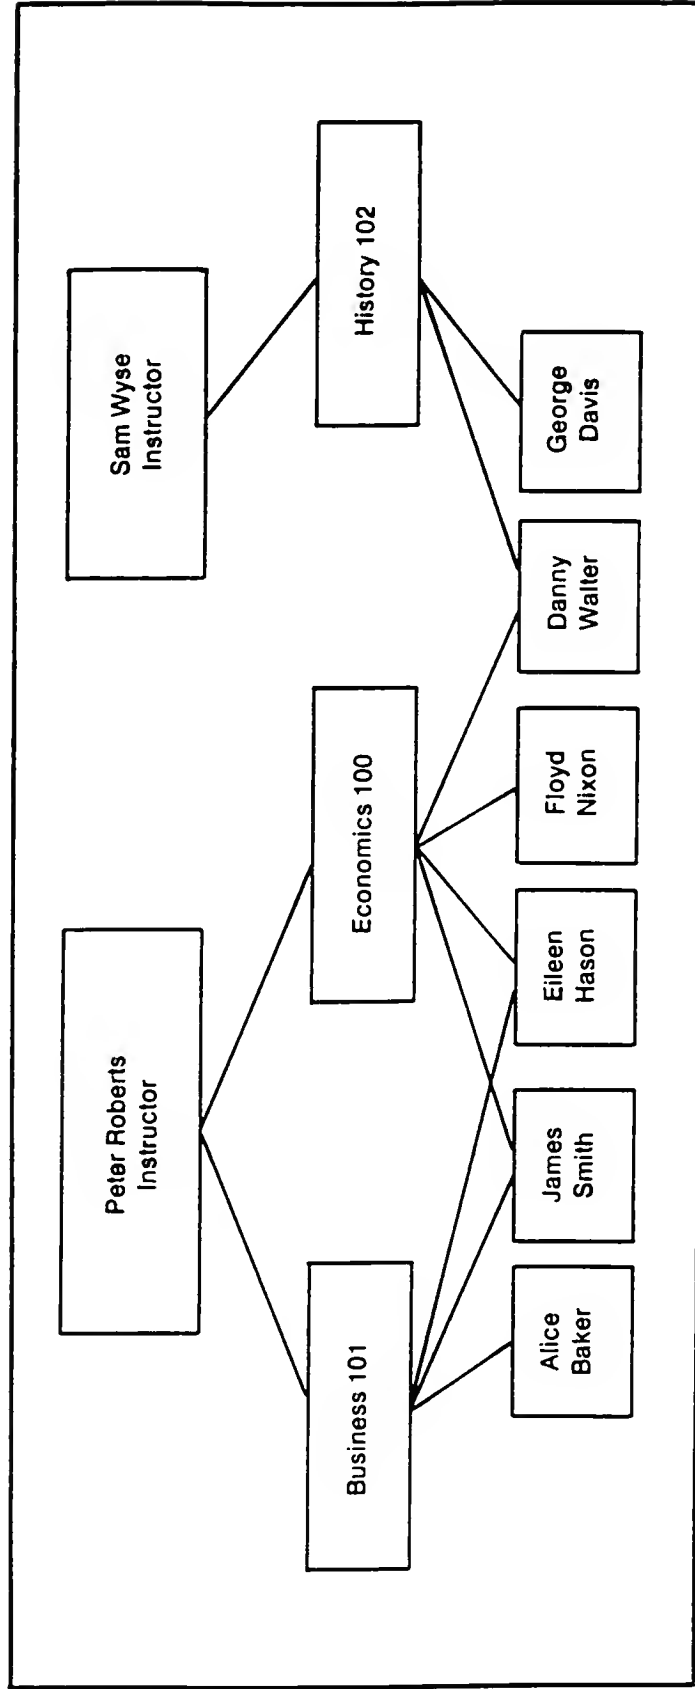 Peter Roberts
Instructor
Sam Wyse
Instructor
Business 101
Economics 100
History 102
Alice
Baker
James
Smith
Eileen
Hason
Floyd
Nixon
Danny
Walter
George
Davis